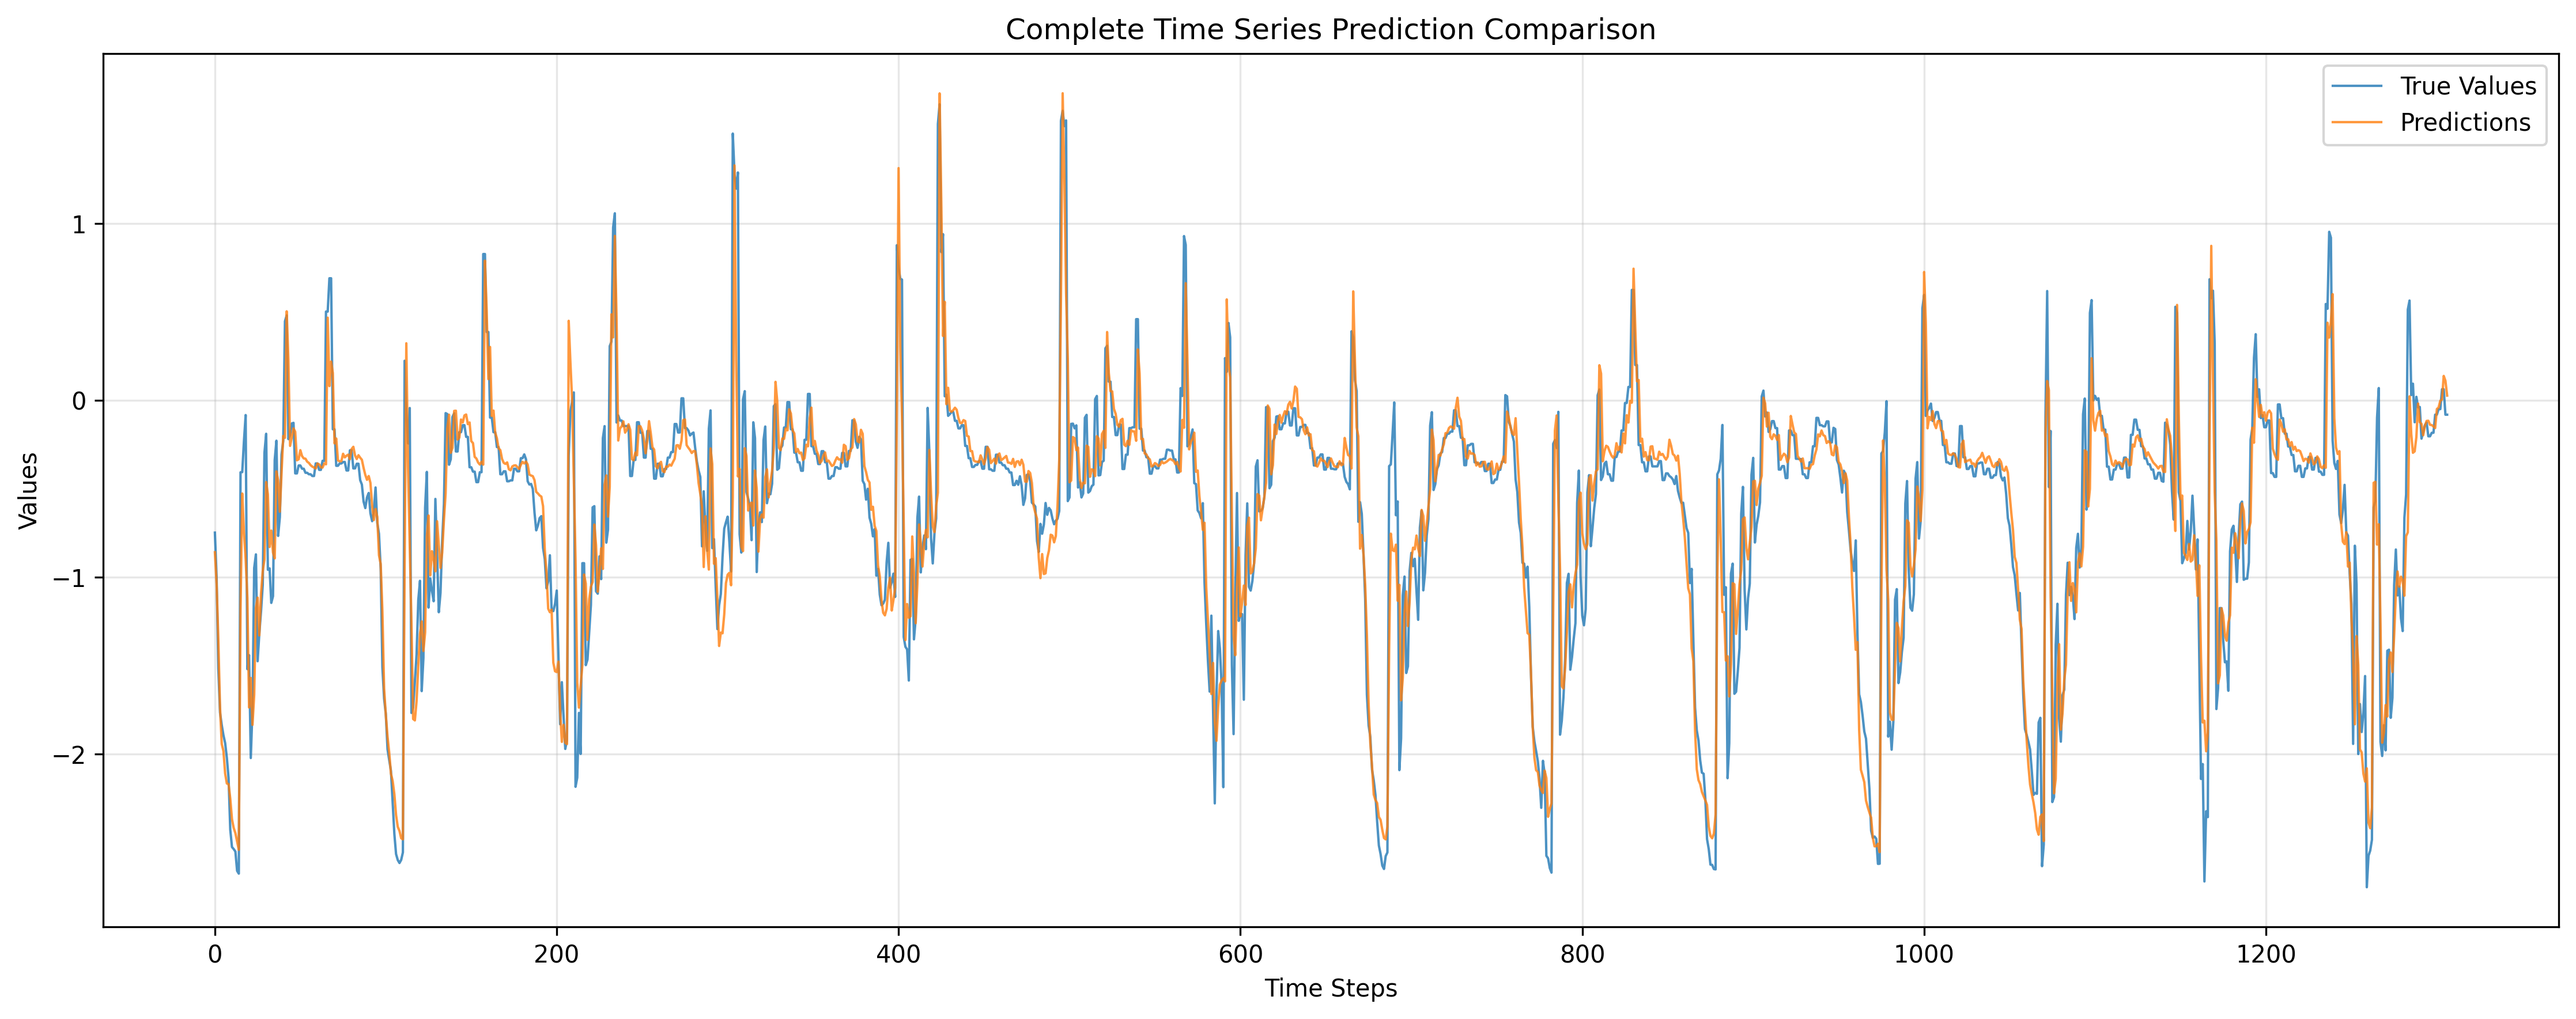 Complete Time Series Prediction Comparison
True Values
Predictions
Values
1
0
−1
−2
0
200
400
600
800
1000
1200
Time Steps